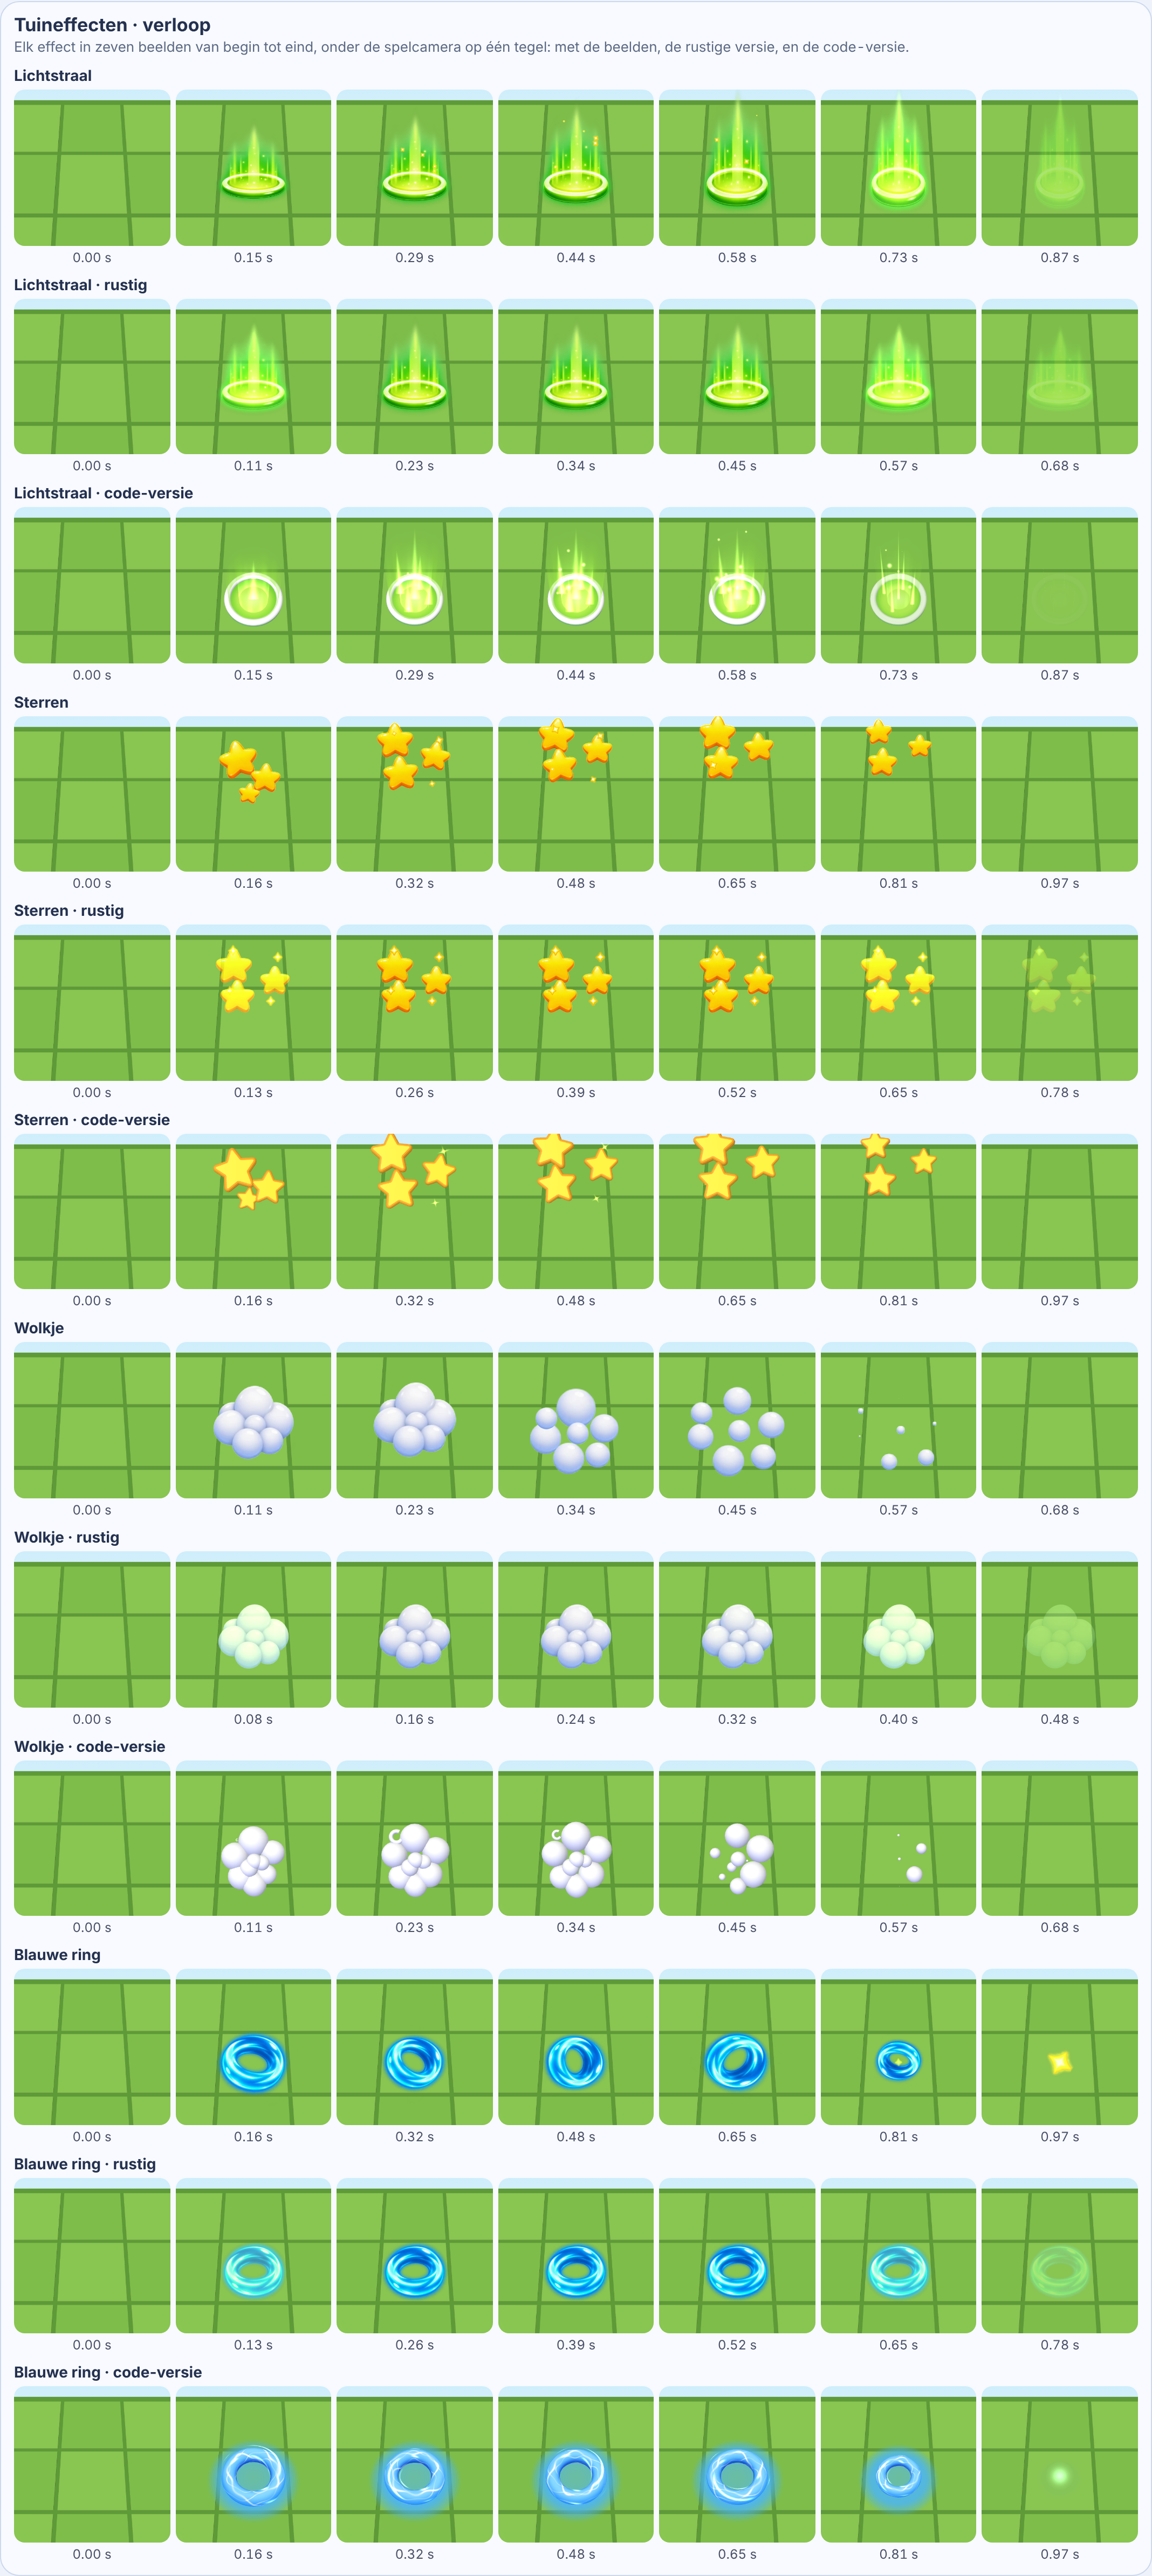 Tuineffecten · verloop
Elk effect in zeven beelden van begin tot eind, onder de spelcamera op één tegel: met de beelden, de rustige versie, en de code-versie.
Lichtstraal
0.00 s 0.15 s 0.29 s 0.44 s 0.58 s 0.73 s 0.87 s
Lichtstraal · rustig
0.00 s 0.11 s 0.23 s 0.34 s 0.45 s 0.57 s 0.68 s
Lichtstraal · code-versie
0.00 s 0.15 s 0.29 s 0.44 s 0.58 s 0.73 s 0.87 s
Sterren
0.00 s 0.16 s 0.32 s 0.48 s 0.65 s 0.81 s 0.97 s
Sterren · rustig
0.00 s 0.13 s 0.26 s 0.39 s 0.52 s 0.65 s 0.78 s
Sterren · code-versie
0.00 s 0.16 s 0.32 s 0.48 s 0.65 s 0.81 s 0.97 s
Wolkje
0.00 s 0.11 s 0.23 s 0.34 s 0.45 s 0.57 s 0.68 s
Wolkje · rustig
0.00 s 0.08 s 0.16 s 0.24 s 0.32 s 0.40 s 0.48 s
Wolkje · code-versie
0.00 s 0.11 s 0.23 s 0.34 s 0.45 s 0.57 s 0.68 s
Blauwe ring
0.00 s 0.16 s 0.32 s 0.48 s 0.65 s 0.81 s 0.97 s
Blauwe ring · rustig
0.00 s 0.13 s 0.26 s 0.39 s 0.52 s 0.65 s 0.78 s
Blauwe ring · code-versie
0.00 s 0.16 s 0.32 s 0.48 s 0.65 s 0.81 s 0.97 s